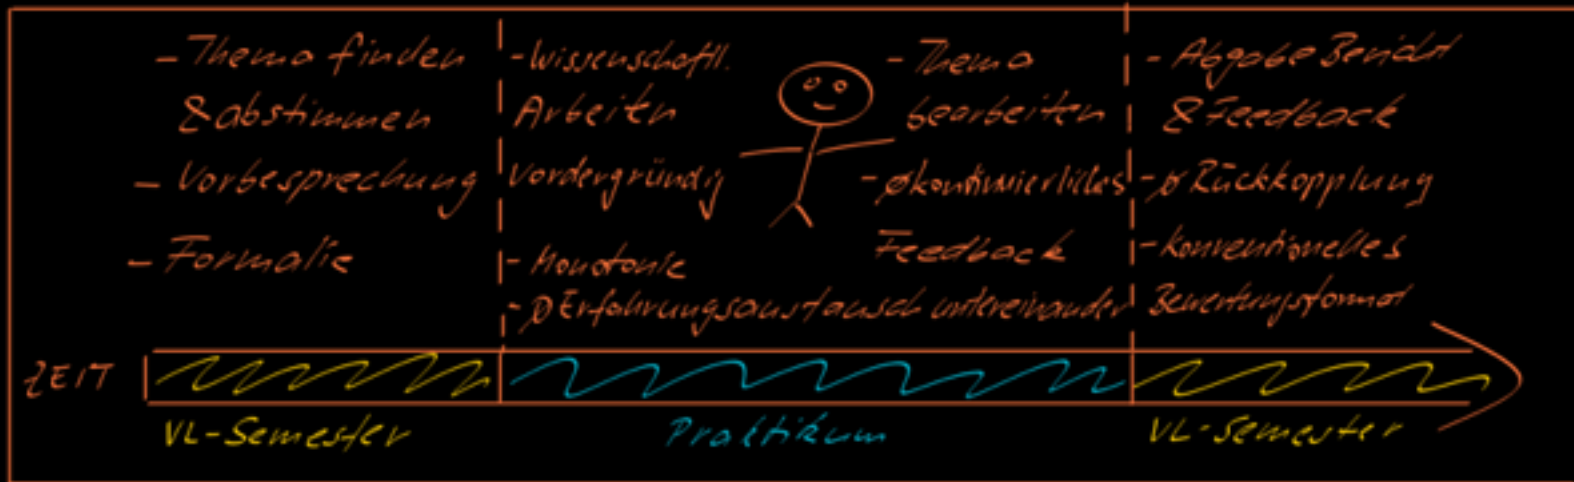 - Thema finden
& abstimmen
- Vorbesprechung
- Formalie
- Wissenschaftl.
Arbeiten
vordergründig
- Monotonie
- Ø Erfahrungsaustausch untereinander
- Thema
bearbeiten
- Ø kontinuierliches
Feedback
- Abgabe Bericht
& Feedback
- Ø Rückkopplung
- Konventionelles
Bewertungsformat
ZEIT
VL-Semester
Praktikum
VL-Semester